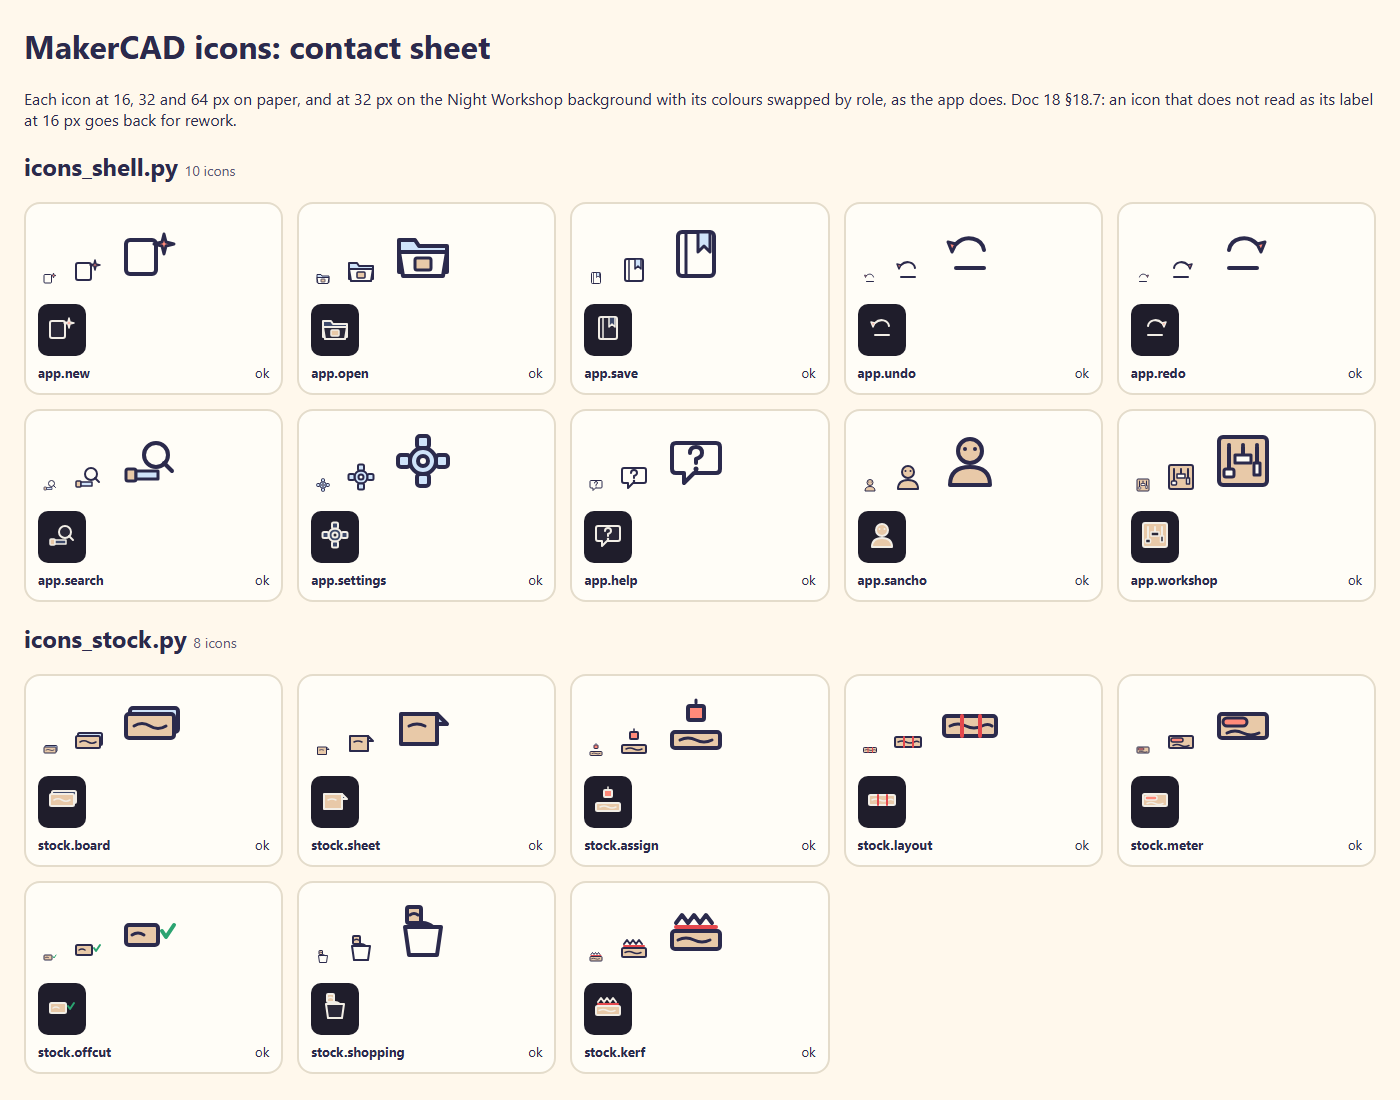 MakerCAD icons: contact sheet
Each icon at 16, 32 and 64 px on paper, and at 32 px on the Night Workshop background with its colours swapped by role, as the app does. Doc 18 §18.7: an icon that does not read as its label
at 16 px goes back for rework.
icons_shell.py 10 icons
app.new ok
app.open ok
app.save ok
app.undo ok
app.redo ok
app.search ok
app.settings ok
app.help ok
app.sancho ok
app.workshop ok
icons_stock.py 8 icons
stock.board ok
stock.sheet ok
stock.assign ok
stock.layout ok
stock.meter ok
stock.offcut ok
stock.shopping ok
stock.kerf ok